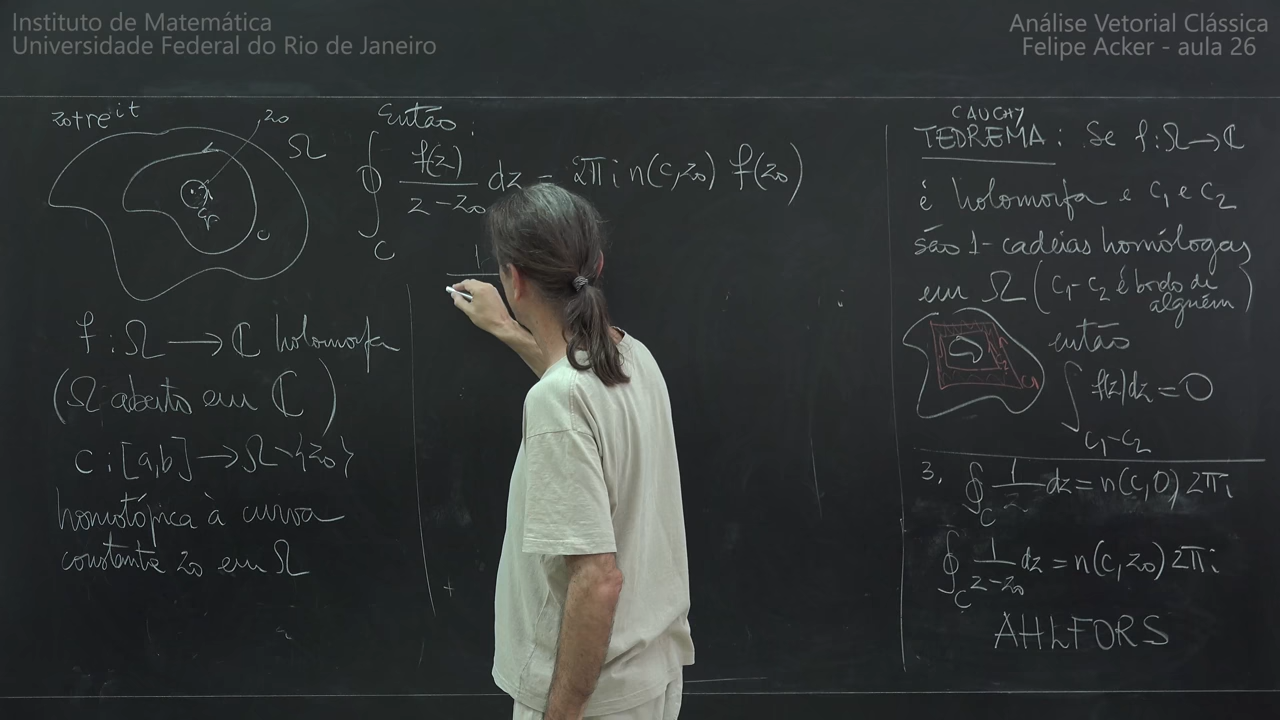 Instituto de Matemática
Universidade Federal do Rio de Janeiro
Análise Vetorial Clássica
Felipe Acker - aula 26
z₀+re^{it}
z₀
Ω
C
f : Ω → ℂ holomorfa
(Ω aberto em ℂ)
c : [a,b] → Ω-{z₀}
homotópica à curva
constante z₀ em Ω
Então :
∮_C f(z)/(z-z₀) dz = 2πi n(c,z₀) f(z₀)
1
CAUCHY
TEOREMA : Se f : Ω → ℂ
é holomorfa e c₁ e c₂
são 1-cadeias homólogas
em Ω (c₁-c₂ é bordo de
alguém)
então
∫_{c₁-c₂} f(z)dz = 0
3. ∮_C 1/z dz = n(c,0) 2πi
∮_C 1/(z-z₀) dz = n(c,z₀) 2πi
AHLFORS